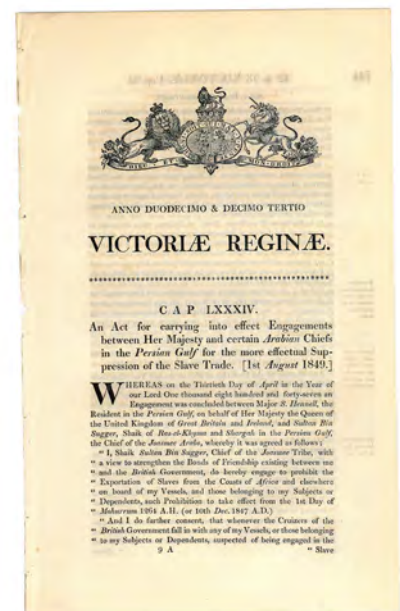 DIEU ET MON DROIT
ANNO DUODECIMO & DECIMO TERTIO
VICTORIÆ REGINÆ.
CAP LXXXIV.
An Act for carrying into effect Engagements
between Her Majesty and certain Arabian Chiefs
in the Persian Gulf for the more effectual Sup-
pression of the Slave Trade. [1st August 1849.]
WHEREAS on the Thirtieth Day of April in the Year of
our Lord One thousand eight hundred and forty-seven an
Engagement was concluded between Major S. Hennel, the
Resident in the Persian Gulf, on behalf of Her Majesty the Queen of
the United Kingdom of Great Britain and Ireland, and Sultan Bin
Suggur, Shaik of Ras-el-Khyma and Shargah in the Persian Gulf,
the Chief of the Joasmee Arabs, whereby it was agreed as follows:
" I, Shaik Sultan Bin Suggur, Chief of the Joasmee Tribe, with
" a view to strengthen the Bonds of Friendship existing between me
" and the British Government, do hereby engage to prohibit the
" Exportation of Slaves from the Coasts of Africa and elsewhere
" on board of my Vessels, and those belonging to my Subjects or
" Dependents, such Prohibition to take effect from the 1st Day of
" Mohurrum 1264 A.H. (or 10th Dec. 1847 A.D.)
" And I do further consent, that whenever the Cruizers of the
" British Government fall in with any of my Vessels, or those belonging
" to my Subjects or Dependents, suspected of being engaged in the
9 A " Slave